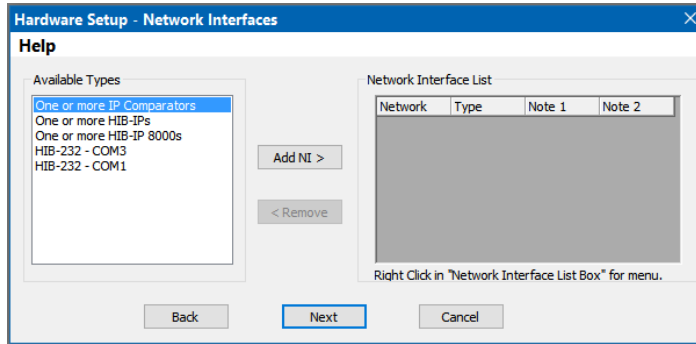 Hardware Setup - Network Interfaces
Help
Available Types
One or more IP Comparators
One or more HIB-IPs
One or more HIB-IP 8000s
HIB-232 - COM3
HIB-232 - COM1
Add NI >
< Remove
Network Interface List
Network Type Note 1 Note 2
Right Click in "Network Interface List Box" for menu.
Back Next Cancel